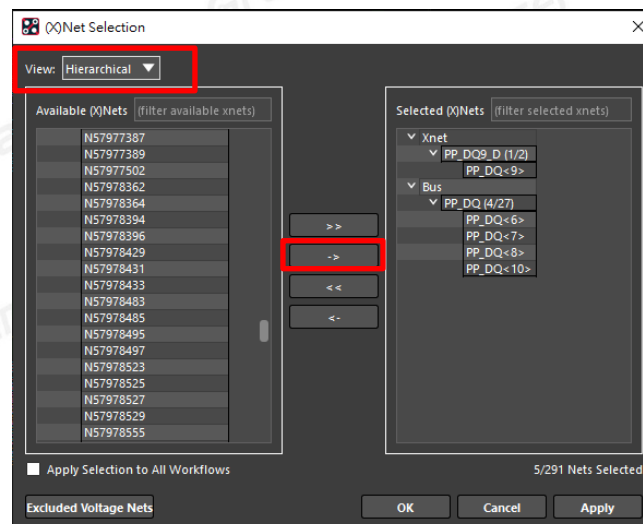 (X)Net Selection
View: Hierarchical
Available (X)Nets (filter available xnets)
N57977387
N57977389
N57977502
N57978362
N57978364
N57978394
N57978396
N57978429
N57978431
N57978433
N57978483
N57978485
N57978495
N57978497
N57978523
N57978525
N57978527
N57978529
N57978555
>>
->
<<
<-
Selected (X)Nets (filter selected xnets)
Xnet
PP_DQ9_D (1/2)
PP_DQ<9>
Bus
PP_DQ (4/27)
PP_DQ<6>
PP_DQ<7>
PP_DQ<8>
PP_DQ<10>
Apply Selection to All Workflows
5/291 Nets Selected
Excluded Voltage Nets
OK
Cancel
Apply